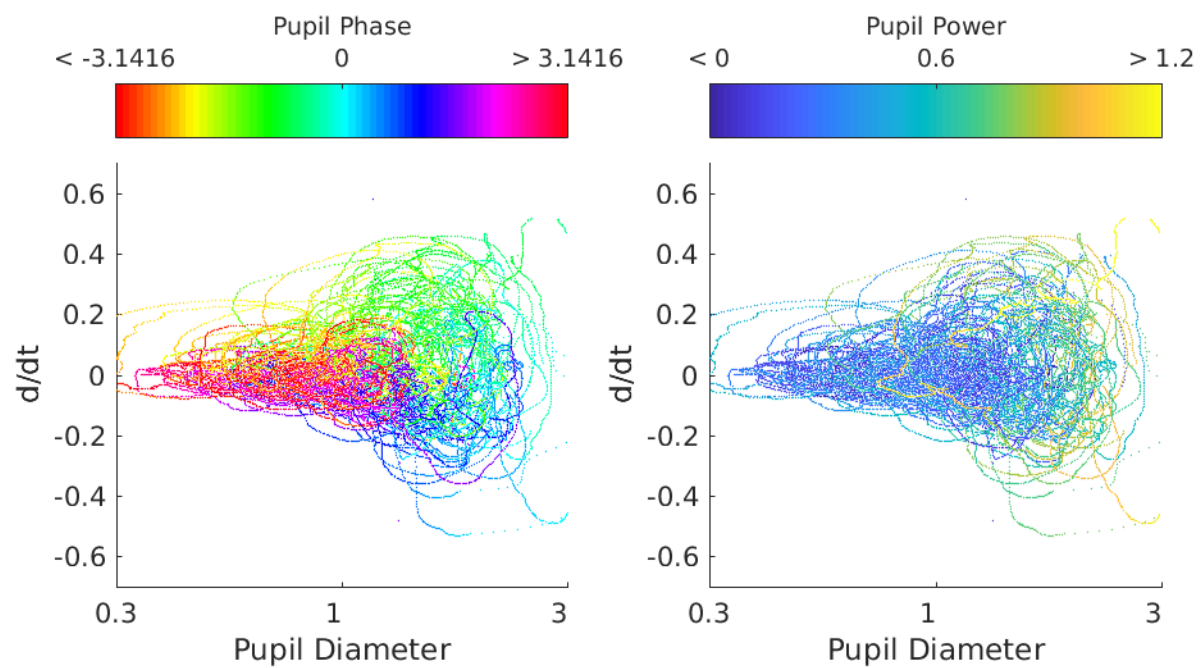 Pupil Phase
< -3.1416 0 > 3.1416
0.6
0.4
0.2
0
-0.2
-0.4
-0.6
d/dt
0.3 1 3
Pupil Diameter
Pupil Power
< 0 0.6 > 1.2
0.6
0.4
0.2
0
-0.2
-0.4
-0.6
d/dt
0.3 1 3
Pupil Diameter